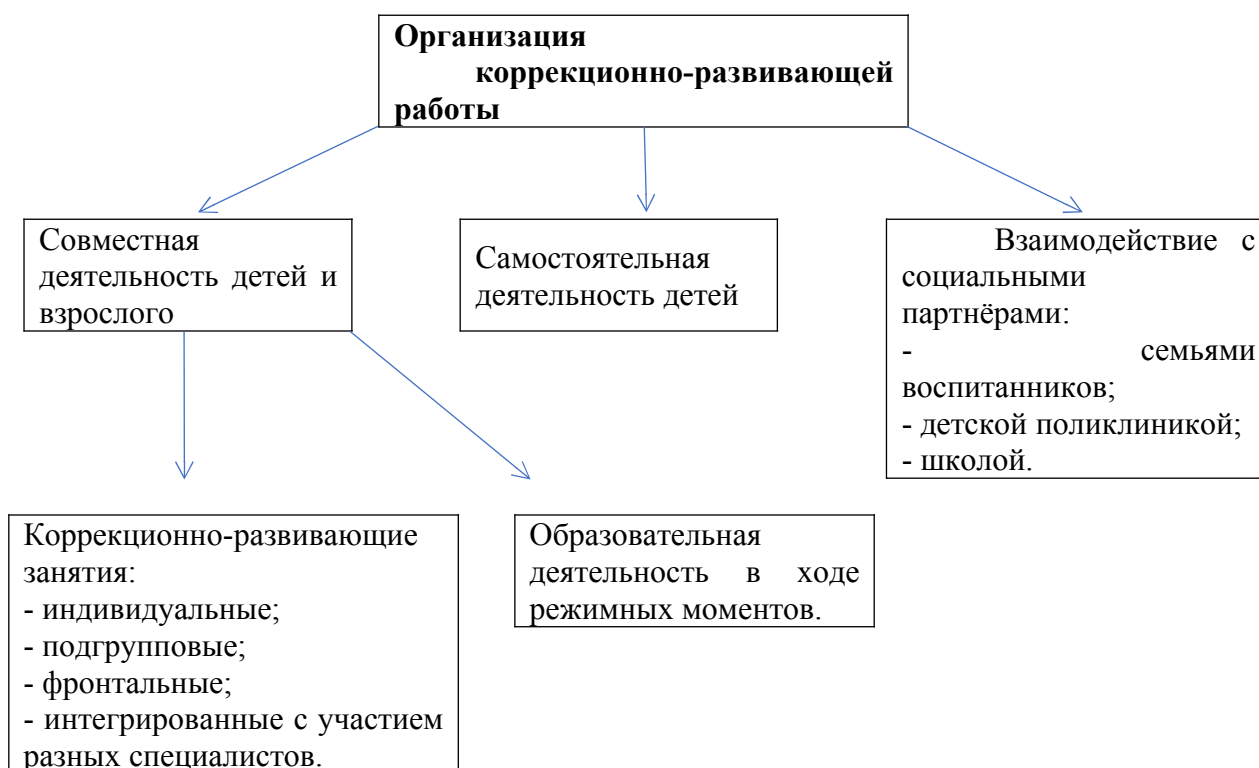 Организация
коррекционно-развивающей
работы
Совместная
деятельность детей и
взрослого
Самостоятельная
деятельность детей
Взаимодействие с
социальными
партнёрами:
- семьями
воспитанников;
- детской поликлиникой;
- школой.
Коррекционно-развивающие
занятия:
- индивидуальные;
- подгрупповые;
- фронтальные;
- интегрированные с участием
разных специалистов.
Образовательная
деятельность в ходе
режимных моментов.